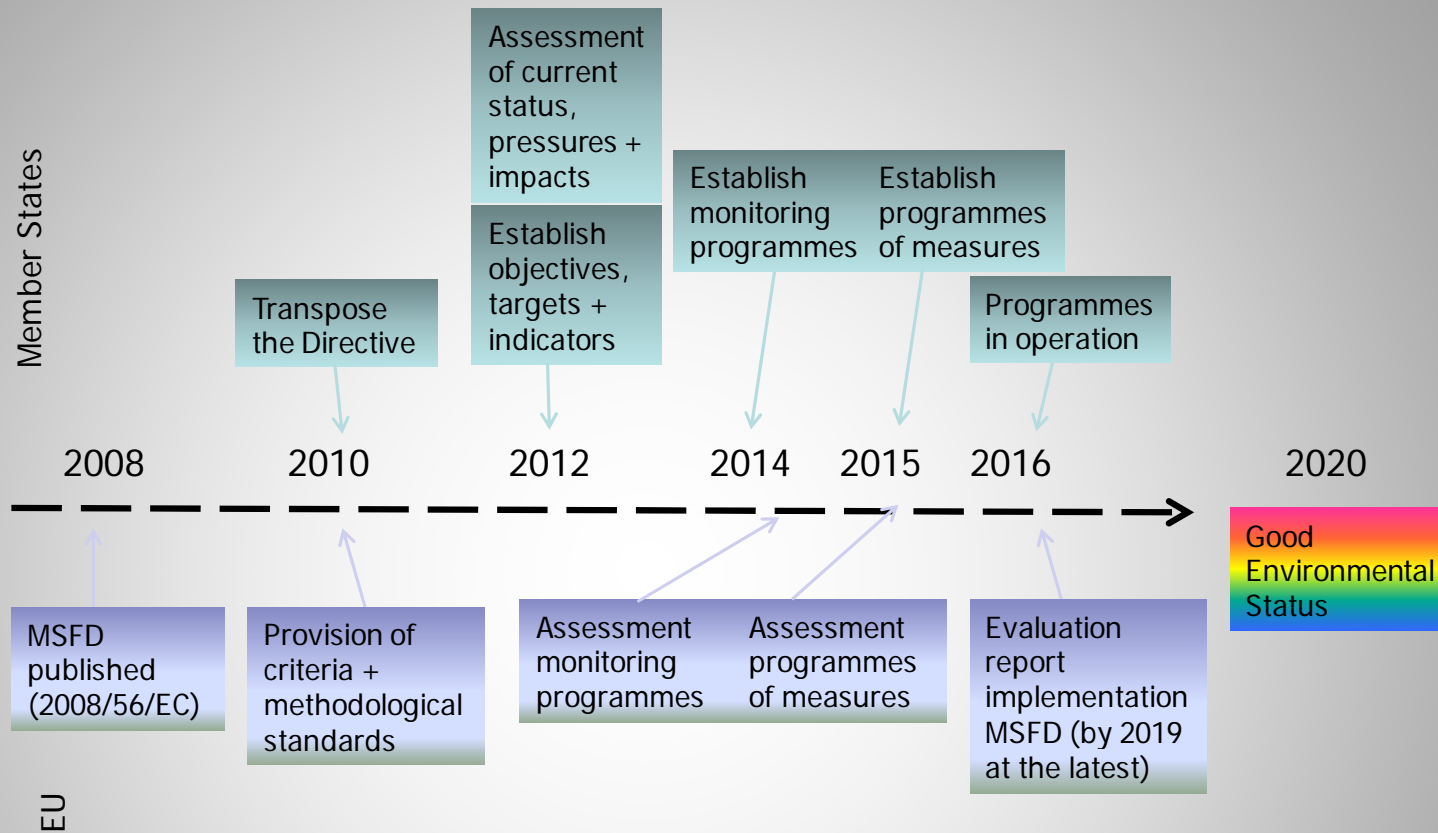 Member States
Assessment
of current
status,
pressures +
impacts
Establish
objectives,
targets +
indicators
Transpose
the Directive
Establish
monitoring
programmes
Establish
programmes
of measures
Programmes
in operation
2008
2010
2012
2014
2015
2016
2020
Good
Environmental
Status
MSFD
published
(2008/56/EC)
Provision of
criteria +
methodological
standards
Assessment
monitoring
programmes
Assessment
programmes
of measures
Evaluation
report
implementation
MSFD (by 2019
at the latest)
EU